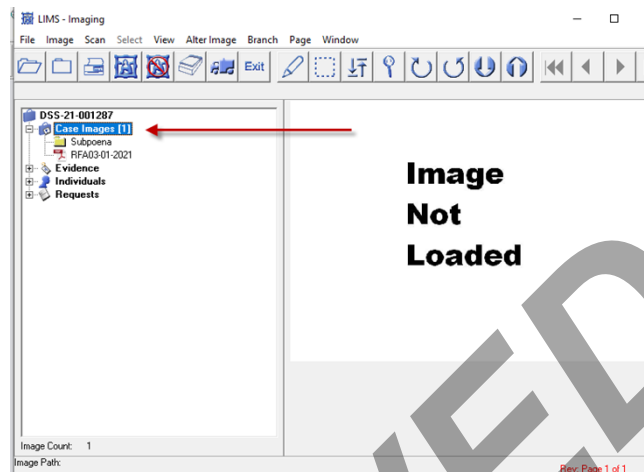 LIMS - Imaging
File Image Scan Select View Alter Image Branch Page Window
Exit
DSS-21-001287
Case Images [1]
Subpoena
RFA03-01-2021
Evidence
Individuals
Requests
Image
Not
Loaded
Image Count: 1
Image Path:
Rev: Page 1 of 1